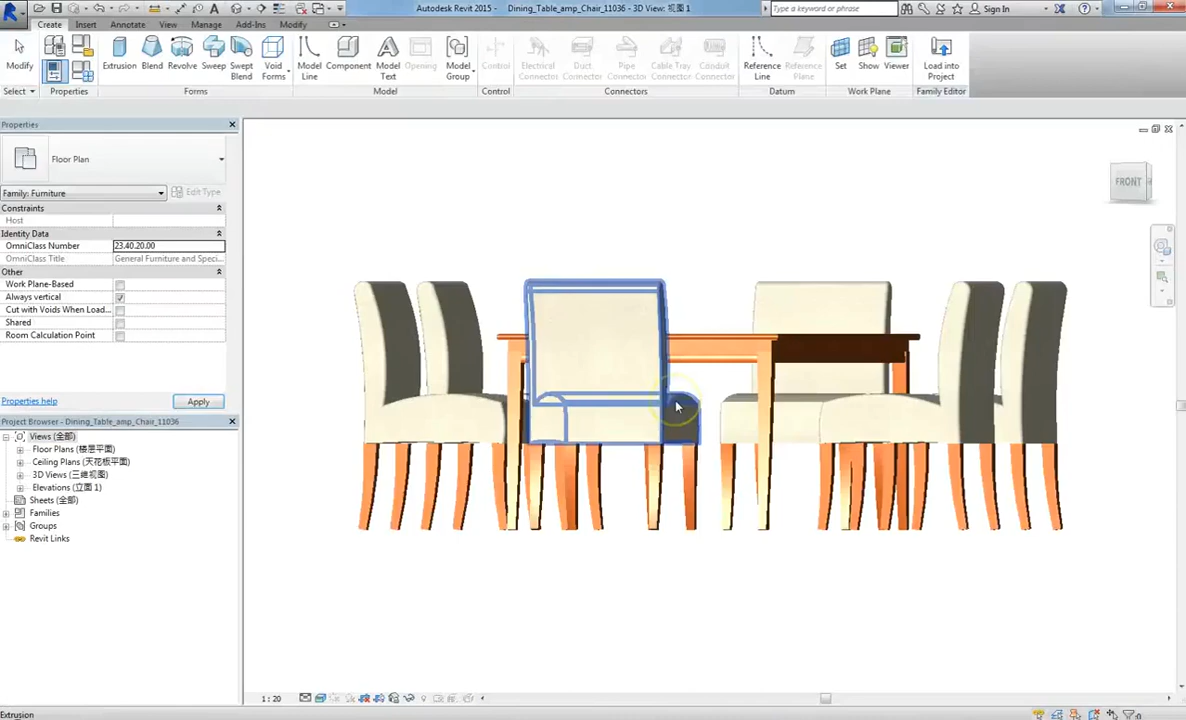 Autodesk Revit 2015 - Dining_Table_amp_Chair_11036 - 3D View: 视图 1
Type a keyword or phrase
Sign In
Create Insert Annotate View Manage Add-Ins Modify
Modify
Extrusion Blend Revolve Sweep Swept Blend Void Forms
Model Line Component Model Text Opening Model Group
Control
Electrical Connector Duct Connector Pipe Connector Cable Tray Connector Conduit Connector
Reference Line Reference Plane
Set Show Viewer
Load into Project
Select Properties Forms Model Control Connectors Datum Work Plane Family Editor
Properties
Floor Plan
Family: Furniture Edit Type
Constraints
Host
Identity Data
OmniClass Number 23.40.20.00
OmniClass Title General Furniture and Speci...
Other
Work Plane-Based
Always vertical
Cut with Voids When Load...
Shared
Room Calculation Point
Properties help Apply
Project Browser - Dining_Table_amp_Chair_11036
Views (全部)
Floor Plans (楼层平面)
Ceiling Plans (天花板平面)
3D Views (三维视图)
Elevations (立面 1)
Sheets (全部)
Families
Groups
Revit Links
FRONT
1 : 20
Extrusion